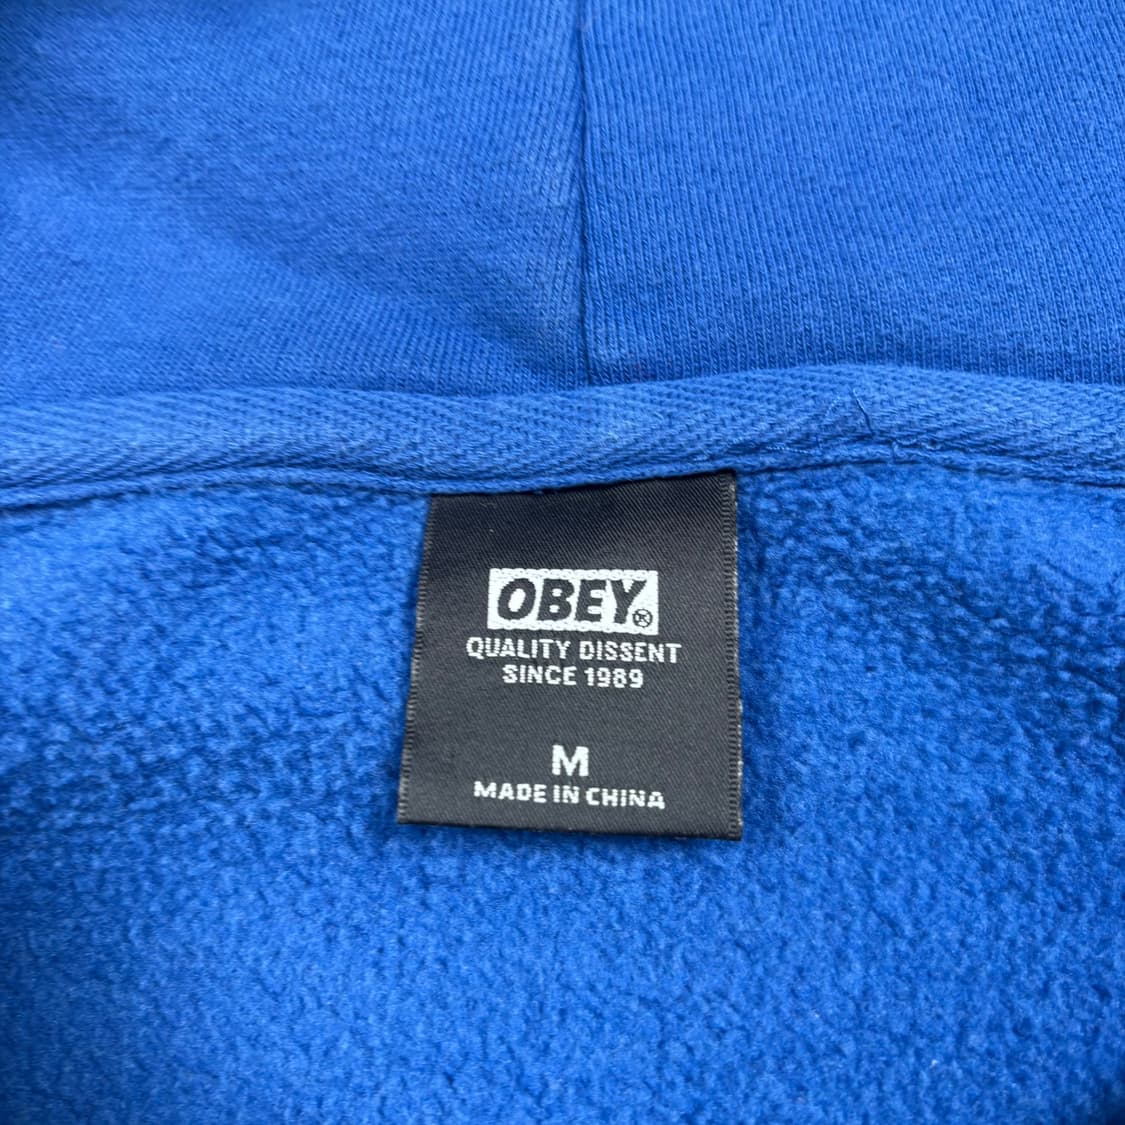 OBEY®
QUALITY DISSENT
SINCE 1989
M
MADE IN CHINA